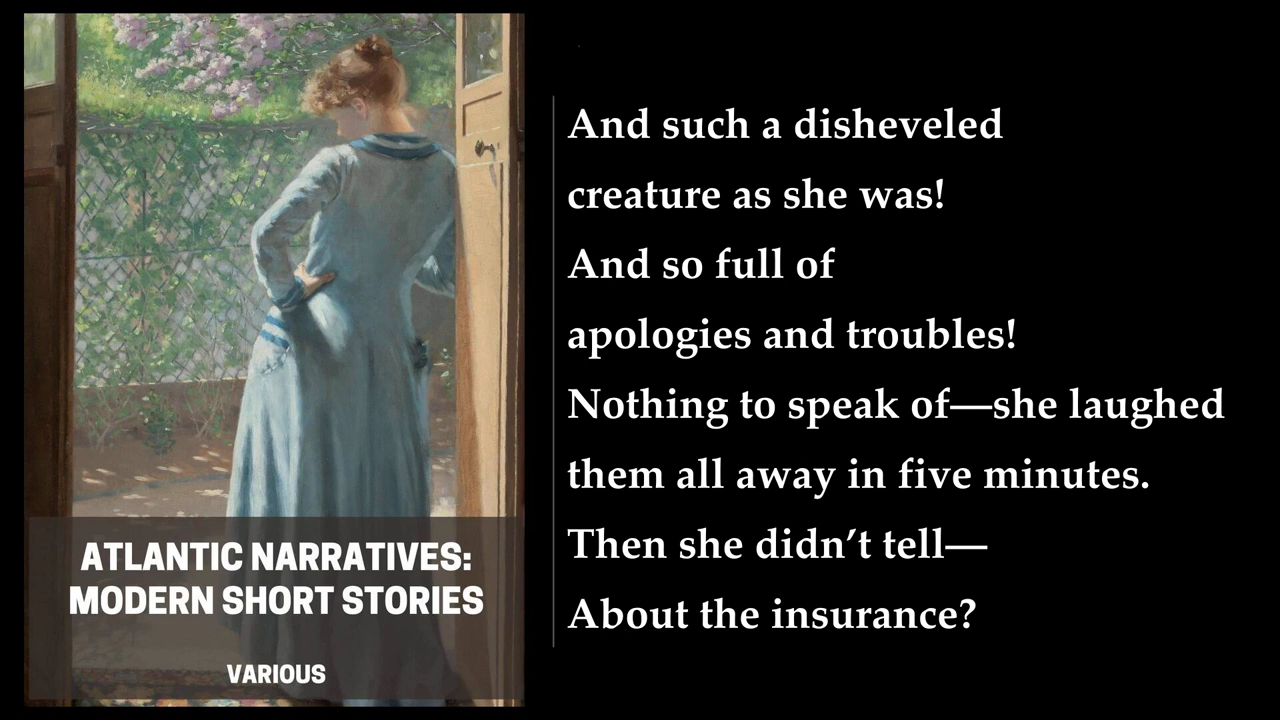 ATLANTIC NARRATIVES:
MODERN SHORT STORIES
VARIOUS
And such a disheveled
creature as she was!
And so full of
apologies and troubles!
Nothing to speak of—she laughed
them all away in five minutes.
Then she didn’t tell—
About the insurance?